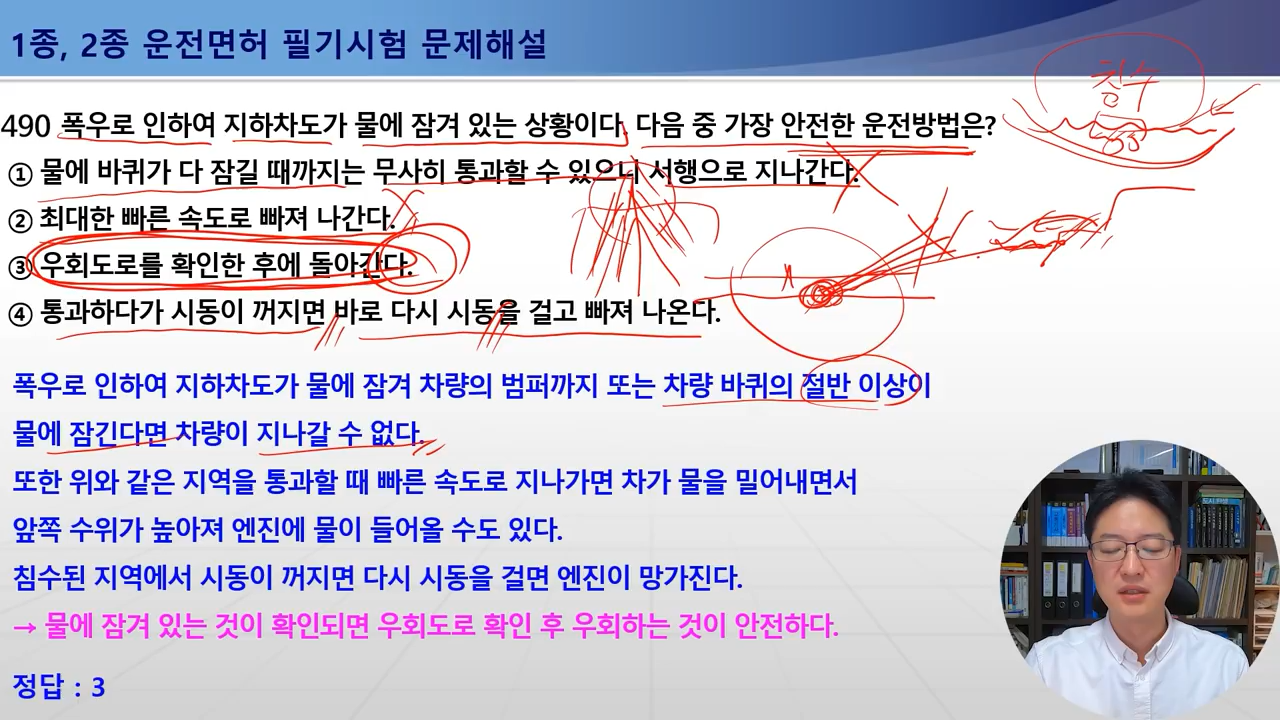 1종, 2종 운전면허 필기시험 문제해설
침수
490 폭우로 인하여 지하차도가 물에 잠겨 있는 상황이다. 다음 중 가장 안전한 운전방법은?
① 물에 바퀴가 다 잠길 때까지는 무사히 통과할 수 있으니 서행으로 지나간다.
② 최대한 빠른 속도로 빠져 나간다.
③ 우회도로를 확인한 후에 돌아간다.
④ 통과하다가 시동이 꺼지면 바로 다시 시동을 걸고 빠져 나온다.
폭우로 인하여 지하차도가 물에 잠겨 차량의 범퍼까지 또는 차량 바퀴의 절반 이상이
물에 잠긴다면 차량이 지나갈 수 없다.
또한 위와 같은 지역을 통과할 때 빠른 속도로 지나가면 차가 물을 밀어내면서
앞쪽 수위가 높아져 엔진에 물이 들어올 수도 있다.
침수된 지역에서 시동이 꺼지면 다시 시동을 걸면 엔진이 망가진다.
→ 물에 잠겨 있는 것이 확인되면 우회도로 확인 후 우회하는 것이 안전하다.
정답 : 3